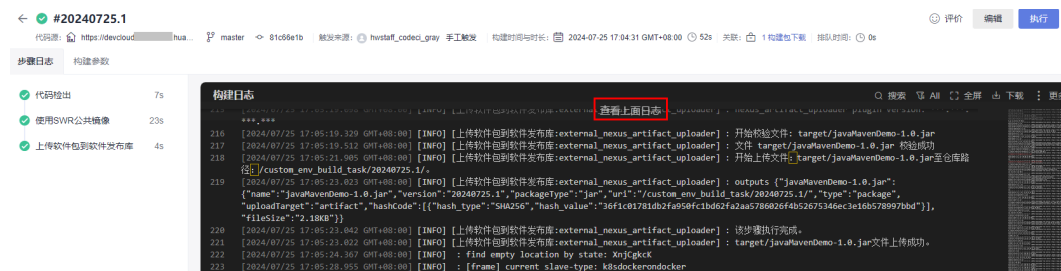 #20240725.1
评价 编辑 执行
代码源: https://devcloud hua... master 81c66e1b 触发来源: hwstaff_codeci_gray 手工触发 构建时间与时长: 2024-07-25 17:04:31 GMT+08:00 52s 关联: 1 构建包下载 排队时间: 0s
步骤日志 构建参数
代码检出 7s
使用SWR公共镜像 23s
上传软件包到软件发布库 4s
构建日志 搜索 All 全屏 下载
查看上面日志
***.***
216 [2024/07/25 17:05:19.329 GMT+08:00] [INFO] [上传软件包到软件发布库:external_nexus_artifact_uploader] : 开始校验文件: target/javaMavenDemo-1.0.jar
217 [2024/07/25 17:05:19.512 GMT+08:00] [INFO] [上传软件包到软件发布库:external_nexus_artifact_uploader] : 文件 target/javaMavenDemo-1.0.jar 校验成功
218 [2024/07/25 17:05:21.905 GMT+08:00] [INFO] [上传软件包到软件发布库:external_nexus_artifact_uploader] : 开始上传文件：target/javaMavenDemo-1.0.jar至仓库路
径：/custom_env_build_task/20240725.1/。
219 [2024/07/25 17:05:23.023 GMT+08:00] [INFO] [上传软件包到软件发布库:external_nexus_artifact_uploader] : outputs {"javaMavenDemo-1.0.jar":
{"name":"javaMavenDemo-1.0.jar","version":"20240725.1","packageType":"jar","uri":"/custom_env_build_task/20240725.1/","type":"package",
"uploadTarget":"artifact","hashCode":[{"hash_type":"SHA256","hash_value":"36f1c01781db2fa950fc1bd62fa2aa5786026f4b52675346ec3e16b578997bbd"}],
"fileSize":"2.18KB"}}
220 [2024/07/25 17:05:23.042 GMT+08:00] [INFO] [上传软件包到软件发布库:external_nexus_artifact_uploader] : 该步骤执行完成。
221 [2024/07/25 17:05:23.022 GMT+08:00] [INFO] [上传软件包到软件发布库:external_nexus_artifact_uploader] : target/javaMavenDemo-1.0.jar文件上传成功。
222 [2024/07/25 17:05:24.367 GMT+08:00] [INFO] : find empty location by state: XnjCgkcK
223 [2024/07/25 17:05:28.955 GMT+08:00] [INFO] : [frame] current slave-type: k8sdockerondocker